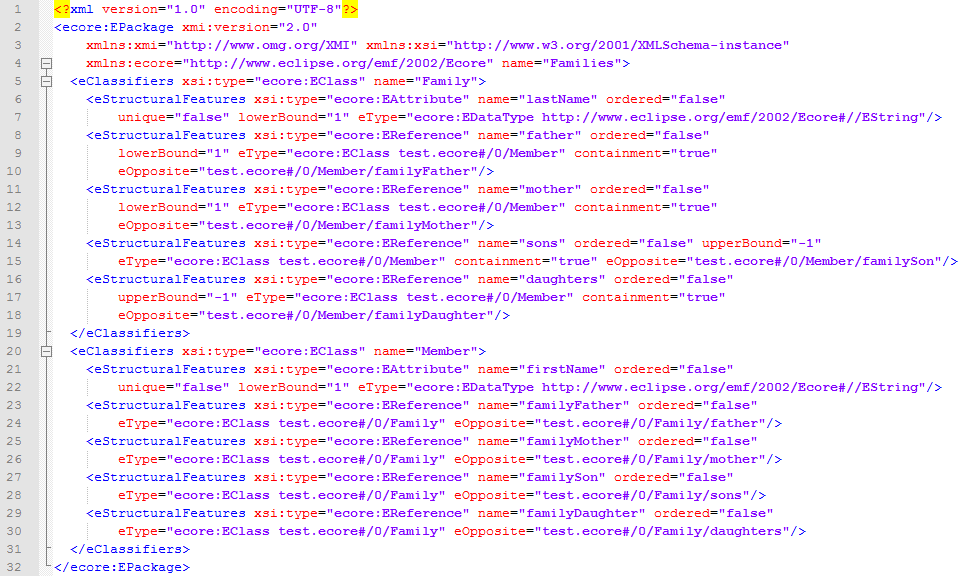 1 <?xml version="1.0" encoding="UTF-8"?>
2 <ecore:EPackage xmi:version="2.0"
3 xmlns:xmi="http://www.omg.org/XMI" xmlns:xsi="http://www.w3.org/2001/XMLSchema-instance"
4 xmlns:ecore="http://www.eclipse.org/emf/2002/Ecore" name="Families">
5 <eClassifiers xsi:type="ecore:EClass" name="Family">
6 <eStructuralFeatures xsi:type="ecore:EAttribute" name="lastName" ordered="false"
7 unique="false" lowerBound="1" eType="ecore:EDataType http://www.eclipse.org/emf/2002/Ecore#//EString"/>
8 <eStructuralFeatures xsi:type="ecore:EReference" name="father" ordered="false"
9 lowerBound="1" eType="ecore:EClass test.ecore#/0/Member" containment="true"
10 eOpposite="test.ecore#/0/Member/familyFather"/>
11 <eStructuralFeatures xsi:type="ecore:EReference" name="mother" ordered="false"
12 lowerBound="1" eType="ecore:EClass test.ecore#/0/Member" containment="true"
13 eOpposite="test.ecore#/0/Member/familyMother"/>
14 <eStructuralFeatures xsi:type="ecore:EReference" name="sons" ordered="false" upperBound="-1"
15 eType="ecore:EClass test.ecore#/0/Member" containment="true" eOpposite="test.ecore#/0/Member/familySon"/>
16 <eStructuralFeatures xsi:type="ecore:EReference" name="daughters" ordered="false"
17 upperBound="-1" eType="ecore:EClass test.ecore#/0/Member" containment="true"
18 eOpposite="test.ecore#/0/Member/familyDaughter"/>
19 </eClassifiers>
20 <eClassifiers xsi:type="ecore:EClass" name="Member">
21 <eStructuralFeatures xsi:type="ecore:EAttribute" name="firstName" ordered="false"
22 unique="false" lowerBound="1" eType="ecore:EDataType http://www.eclipse.org/emf/2002/Ecore#//EString"/>
23 <eStructuralFeatures xsi:type="ecore:EReference" name="familyFather" ordered="false"
24 eType="ecore:EClass test.ecore#/0/Family" eOpposite="test.ecore#/0/Family/father"/>
25 <eStructuralFeatures xsi:type="ecore:EReference" name="familyMother" ordered="false"
26 eType="ecore:EClass test.ecore#/0/Family" eOpposite="test.ecore#/0/Family/mother"/>
27 <eStructuralFeatures xsi:type="ecore:EReference" name="familySon" ordered="false"
28 eType="ecore:EClass test.ecore#/0/Family" eOpposite="test.ecore#/0/Family/sons"/>
29 <eStructuralFeatures xsi:type="ecore:EReference" name="familyDaughter" ordered="false"
30 eType="ecore:EClass test.ecore#/0/Family" eOpposite="test.ecore#/0/Family/daughters"/>
31 </eClassifiers>
32 </ecore:EPackage>